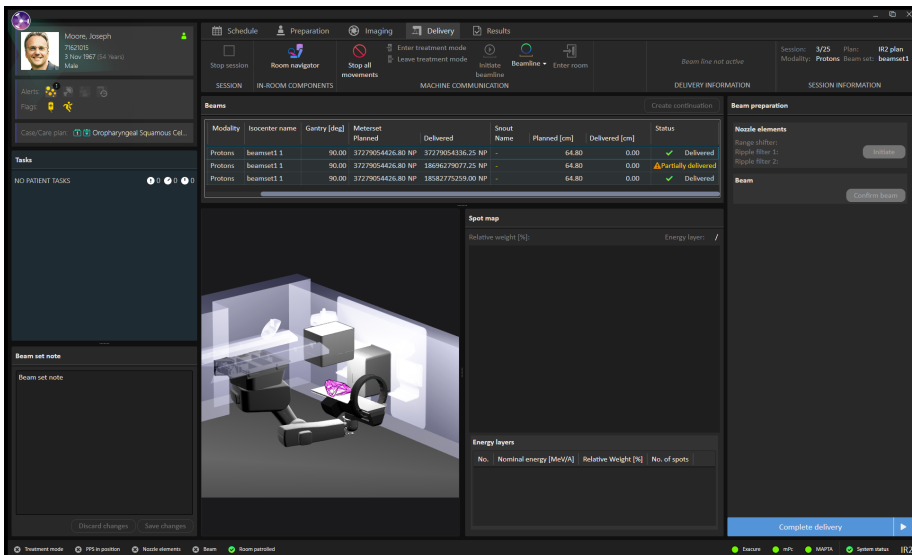 Moore, Joseph
71621015
3 Nov 1967 (54 Years)
Male
Alerts:
Flags:
Case/Care plan: Oropharyngeal Squamous Cel...
Schedule Preparation Imaging Delivery Results
Stop session
SESSION
Room navigator
IN-ROOM COMPONENTS
Stop all movements
Enter treatment mode
Leave treatment mode
Initiate beamline
Beamline
Enter room
MACHINE COMMUNICATION
Beam line not active
DELIVERY INFORMATION
Session: 3/25 Plan: IR2 plan
Modality: Protons Beam set: beamset1
SESSION INFORMATION
Tasks
NO PATIENT TASKS 0 0 0
Beam set note
Beam set note
Discard changes Save changes
Beams Create continuation
Modality Isocenter name Gantry [deg] Meterset Snout Status
Planned Delivered Name Planned [cm] Delivered [cm]
Protons beamset1 1 90.00 37279054426.80 NP 37279054336.25 NP - 64.80 0.00 Delivered
Protons beamset1 1 90.00 37279054426.80 NP 18696279077.25 NP - 64.80 0.00 Partially delivered
Protons beamset1 1 90.00 37279054426.80 NP 18582775259.00 NP - 64.80 0.00 Delivered
Spot map
Relative weight [%]: Energy layer: /
Energy layers
No. Nominal energy [MeV/A] Relative Weight [%] No. of spots
Beam preparation
Nozzle elements
Range shifter:
Ripple filter 1:
Ripple filter 2:
Initiate
Beam
Confirm beam
Complete delivery
Treatment mode PPS in position Nozzle elements Beam Room patrolled Exacure mPc MAPTA System status IR2